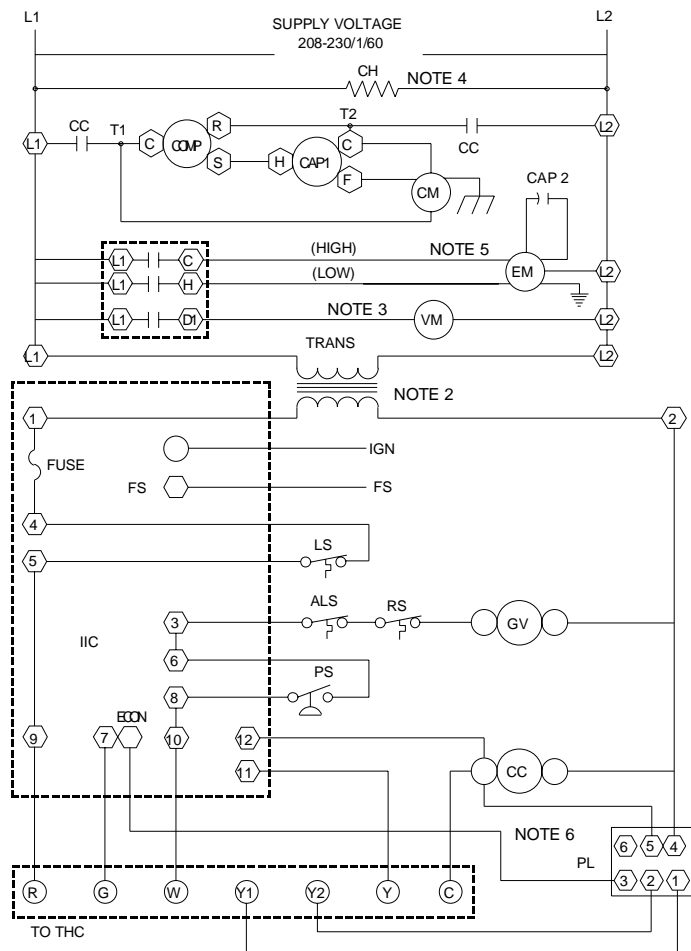 L1 L2
SUPPLY VOLTAGE
208-230/1/60
CH NOTE 4
CC T1 R T2
L1 C COMP C CC L2
S H CAP1
F CM CAP 2
L1 C (HIGH) NOTE 5
L1 H (LOW) EM L2
L1 D1 NOTE 3 VM L2
L1 TRANS L2
NOTE 2
1 2
IGN
FUSE
FS FS
4
5 LS
ALS RS
3 GV
IIC
6
PS
8
ECON
9 7 10 12
11 CC
NOTE 6
6 5 4
PL
3 2 1
R G W Y1 Y2 Y C
TO THC